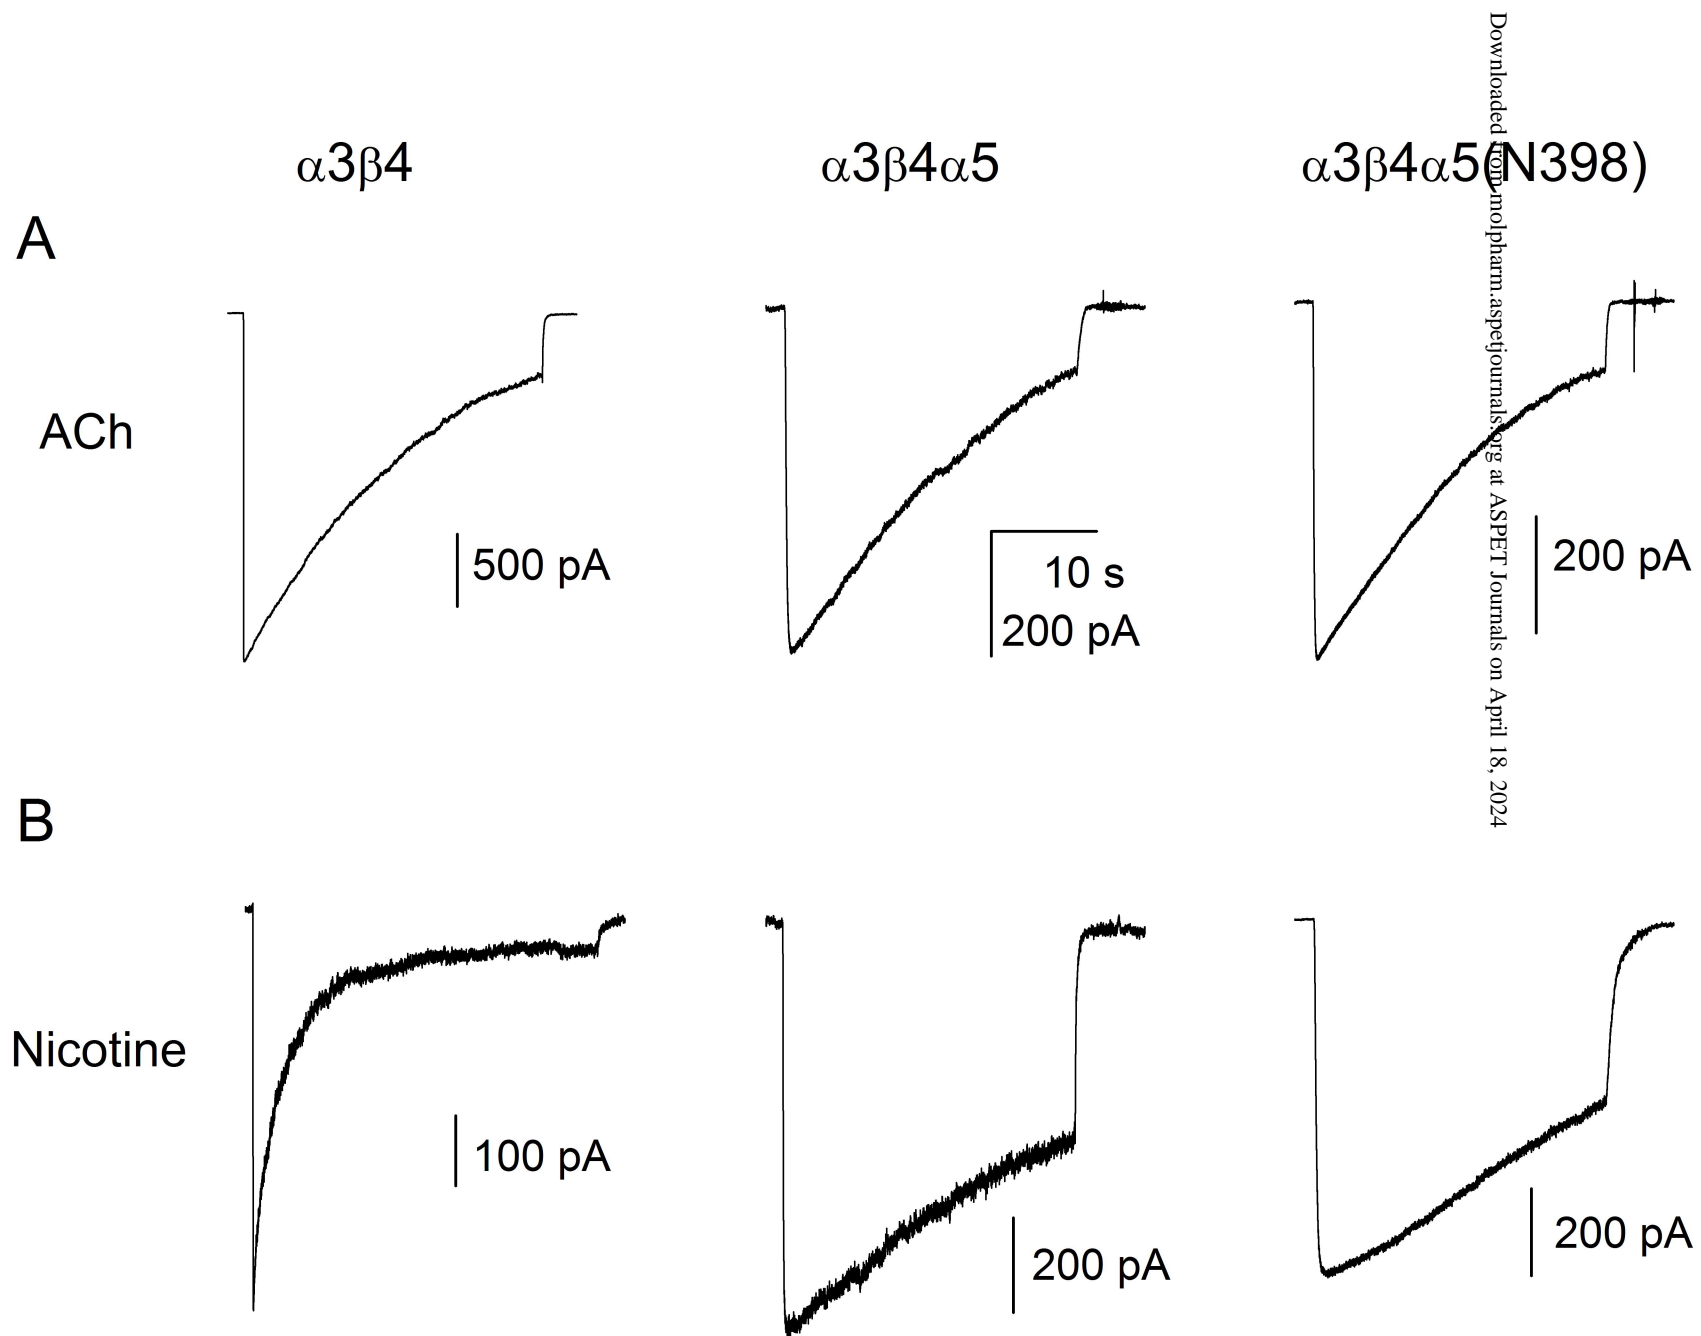 α3β4
α3β4α5
α3β4α5(N398)
A
ACh
500 pA
10 s
200 pA
200 pA
B
Nicotine
100 pA
200 pA
200 pA
Downloaded from molpharm.aspetjournals.org at ASPET Journals on April 18, 2024